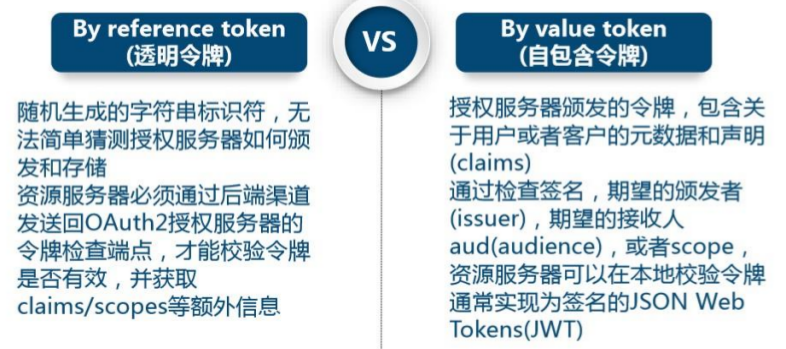 By reference token
(透明令牌)
VS
By value token
(自包含令牌)
随机生成的字符串标识符，无
法简单猜测授权服务器如何颁
发和存储
资源服务器必须通过后端渠道
发送回OAuth2授权服务器的
令牌检查端点，才能校验令牌
是否有效，并获取
claims/scopes等额外信息
授权服务器颁发的令牌，包含关
于用户或者客户的元数据和声明
(claims)
通过检查签名，期望的颁发者
(issuer)，期望的接收人
aud(audience)，或者scope，
资源服务器可以在本地校验令牌
通常实现为签名的JSON Web
Tokens(JWT)